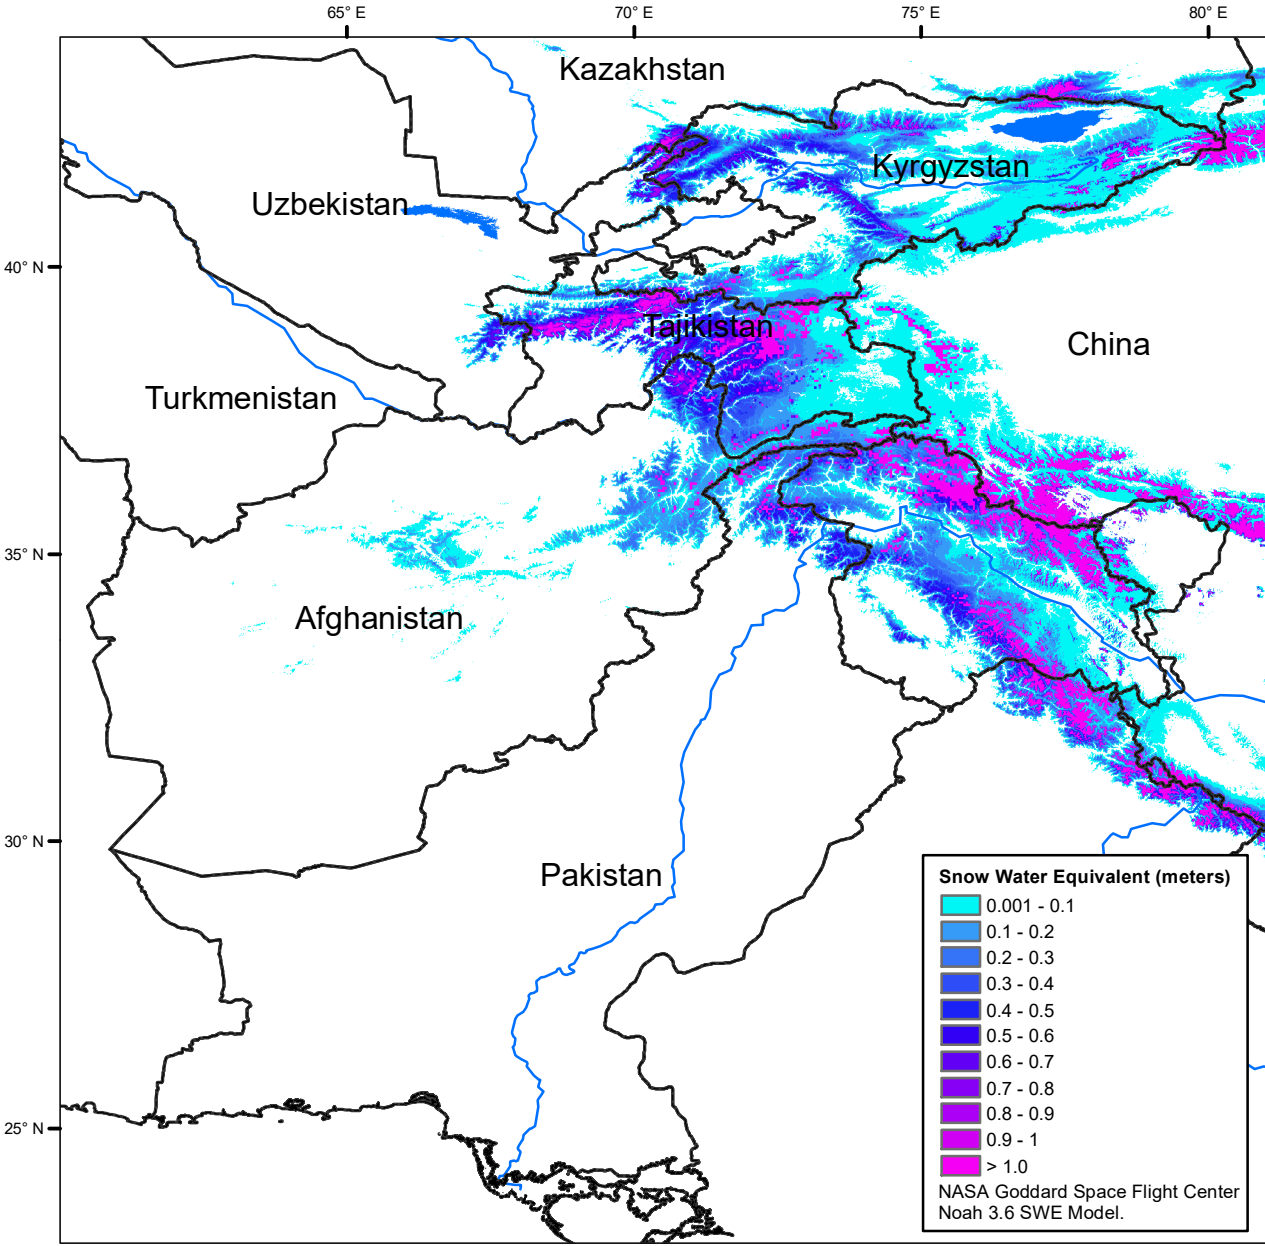 65° E
70° E
75° E
80° E
Kazakhstan
Kyrgyzstan
Uzbekistan
40° N
Tajikistan
China
Turkmenistan
35° N
Afghanistan
30° N
Pakistan
Snow Water Equivalent (meters)
0.001 - 0.1
0.1 - 0.2
0.2 - 0.3
0.3 - 0.4
0.4 - 0.5
0.5 - 0.6
0.6 - 0.7
0.7 - 0.8
0.8 - 0.9
0.9 - 1
> 1.0
25° N
NASA Goddard Space Flight Center
Noah 3.6 SWE Model.